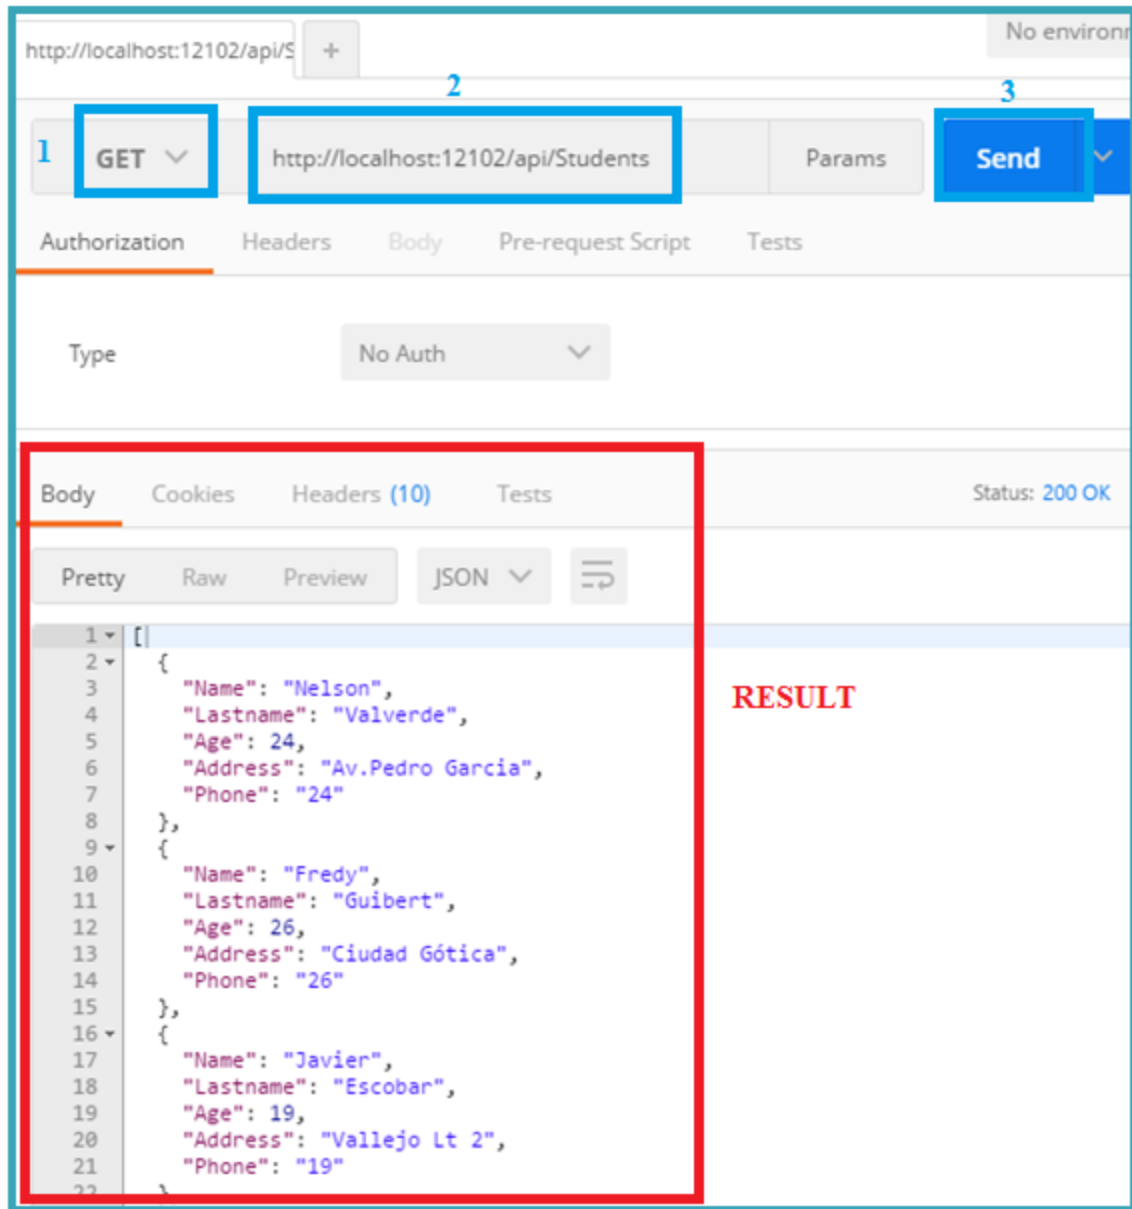 http://localhost:12102/api/S
+
No environm
2
3
1
GET
http://localhost:12102/api/Students
Params
Send
Authorization Headers Body Pre-request Script Tests
Type
No Auth
Body Cookies Headers (10) Tests
Status: 200 OK
Pretty Raw Preview JSON
1 [
2 {
3 "Name": "Nelson",
4 "Lastname": "Valverde",
5 "Age": 24,
6 "Address": "Av.Pedro Garcia",
7 "Phone": "24"
8 },
9 {
10 "Name": "Fredy",
11 "Lastname": "Guibert",
12 "Age": 26,
13 "Address": "Ciudad Gótica",
14 "Phone": "26"
15 },
16 {
17 "Name": "Javier",
18 "Lastname": "Escobar",
19 "Age": 19,
20 "Address": "Vallejo Lt 2",
21 "Phone": "19"
22 }
RESULT